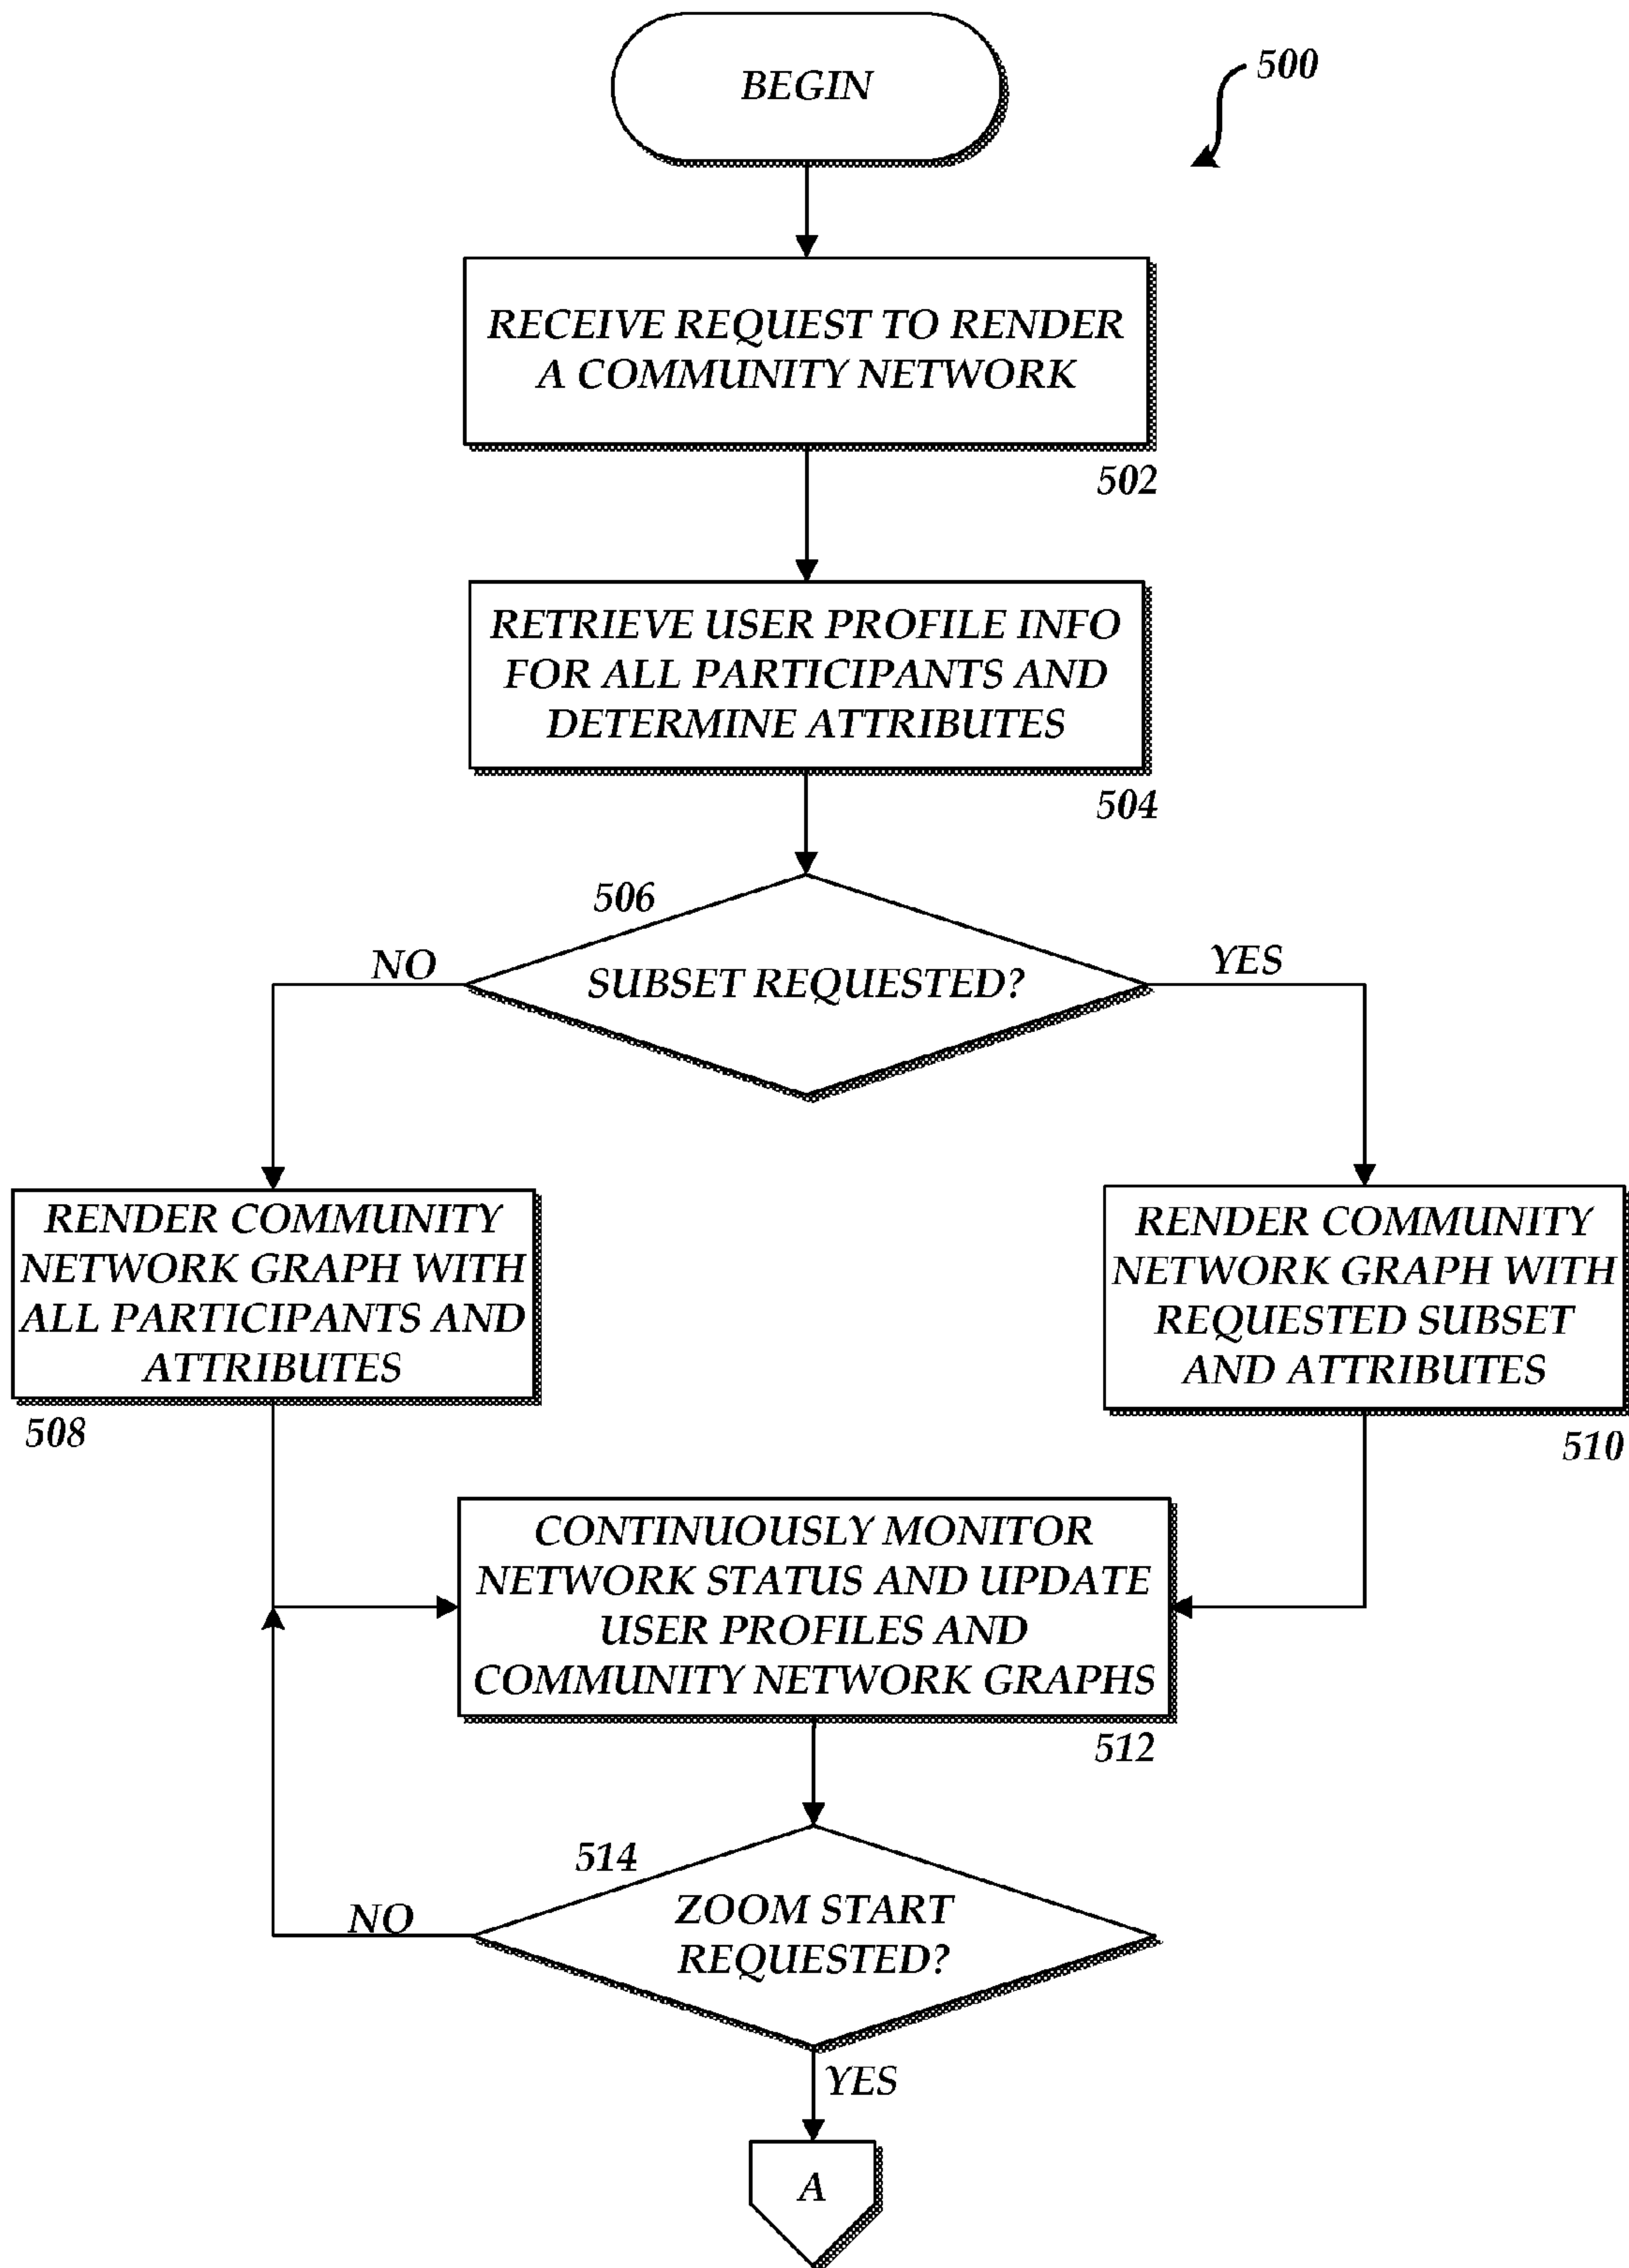 BEGIN
500
RECEIVE REQUEST TO RENDER
A COMMUNITY NETWORK
502
RETRIEVE USER PROFILE INFO
FOR ALL PARTICIPANTS AND
DETERMINE ATTRIBUTES
504
506
NO
SUBSET REQUESTED?
YES
RENDER COMMUNITY
NETWORK GRAPH WITH
ALL PARTICIPANTS AND
ATTRIBUTES
508
RENDER COMMUNITY
NETWORK GRAPH WITH
REQUESTED SUBSET
AND ATTRIBUTES
510
CONTINUOUSLY MONITOR
NETWORK STATUS AND UPDATE
USER PROFILES AND
COMMUNITY NETWORK GRAPHS
512
514
NO
ZOOM START
REQUESTED?
YES
A